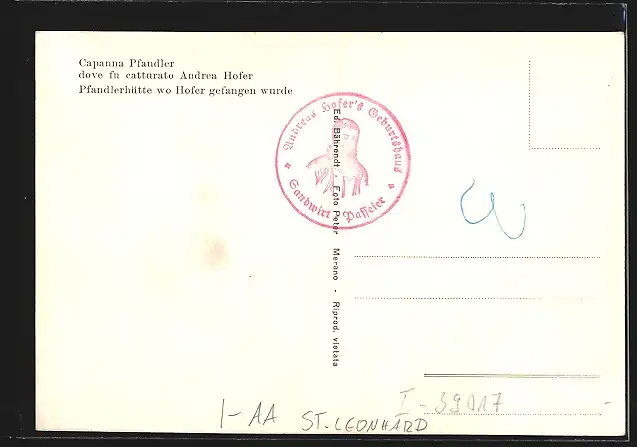 Capanna Pfandler
dove fu catturato Andrea Hofer
Pfandlerhütte wo Hofer gefangen wurde
Andreas Hofer's Geburtshaus
Sandwirt Passeier
Ed. Bährendt - Foto Peter Merano - Riprod. vietata
I-AA ST. LEONHARD
I-39017